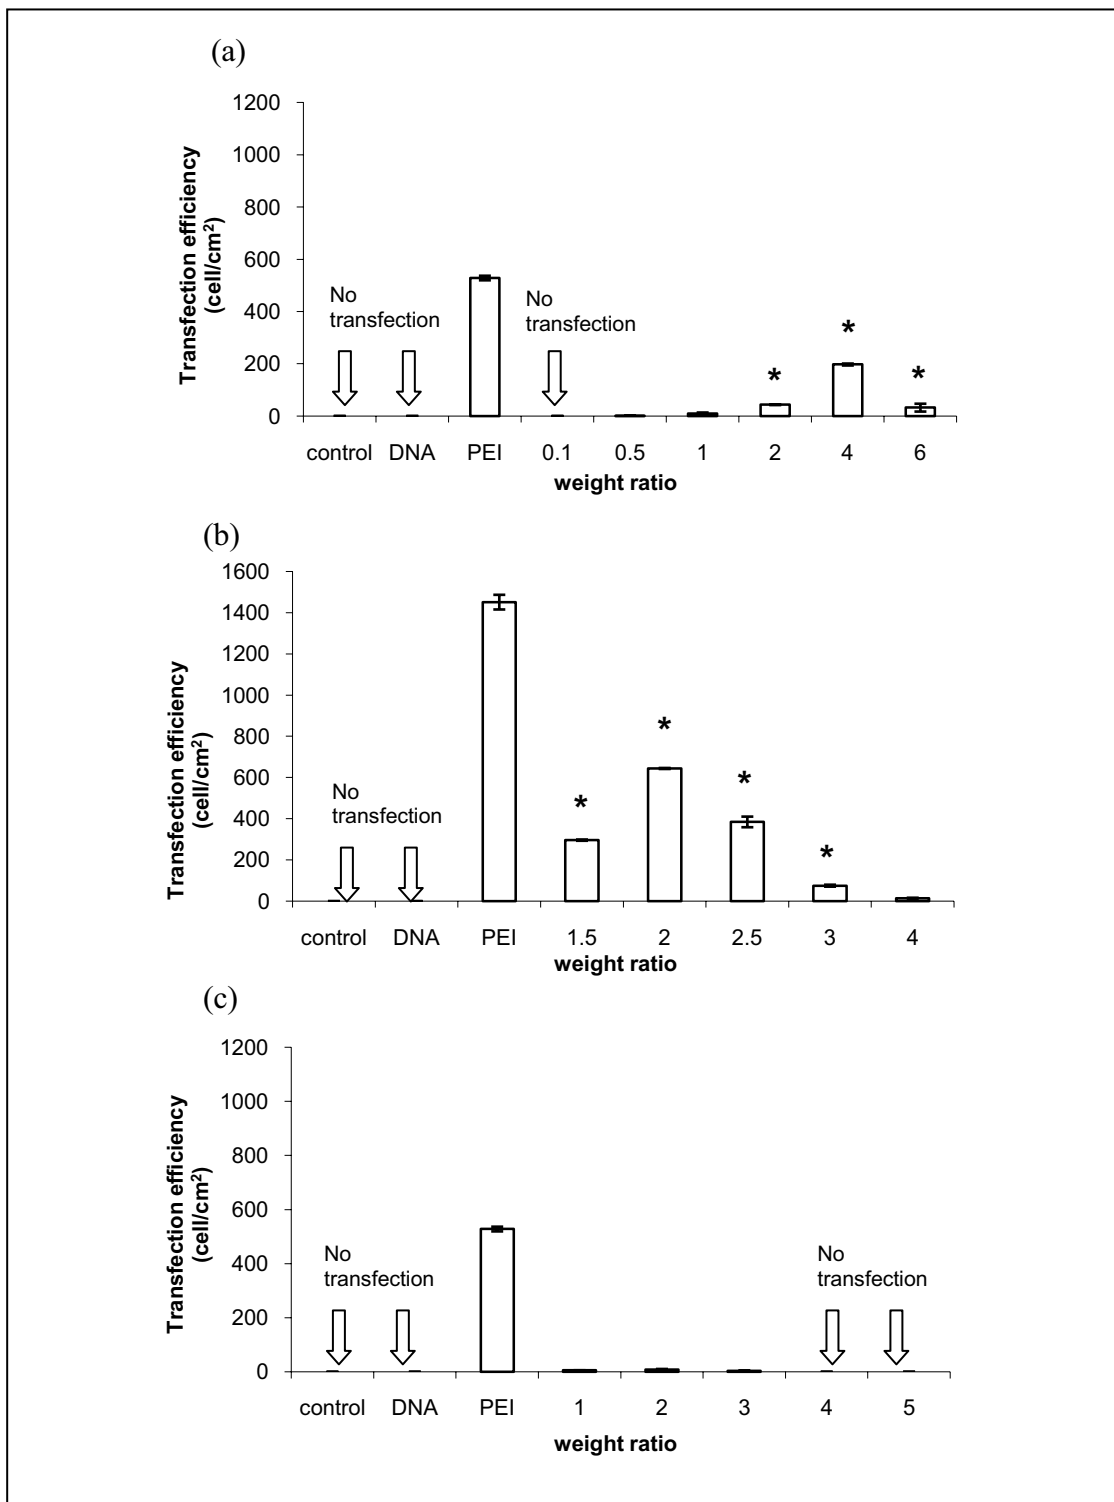 (a)
1200
1000
800
600
400
200
0
Transfection efficiency
(cell/cm²)
No
transfection
No
transfection
*
*
*
control DNA PEI 0.1 0.5 1 2 4 6
weight ratio
(b)
1600
1400
1200
1000
800
600
400
200
0
Transfection efficiency
(cell/cm²)
No
transfection
*
*
*
*
control DNA PEI 1.5 2 2.5 3 4
weight ratio
(c)
1200
1000
800
600
400
200
0
Transfection efficiency
(cell/cm²)
No
transfection
No
transfection
control DNA PEI 1 2 3 4 5
weight ratio